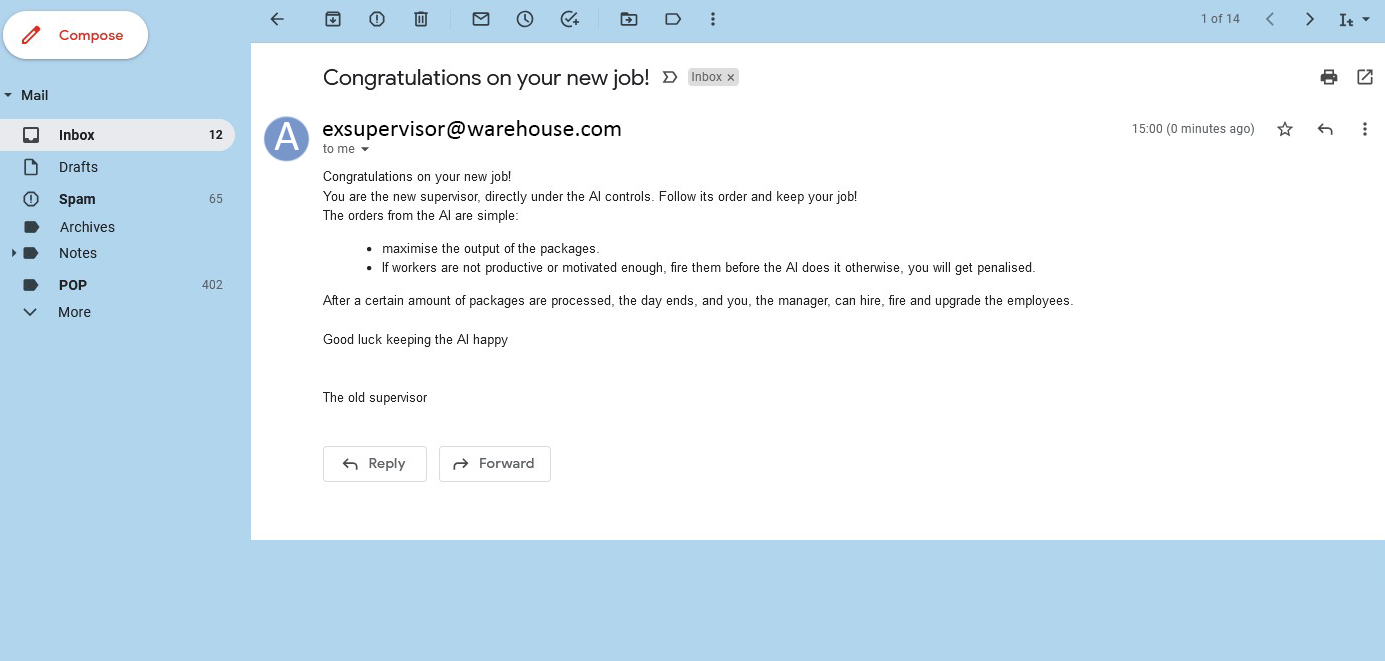 Compose
1 of 14
Mail
Inbox 12
Drafts
Spam 65
Archives
Notes
POP 402
More
Congratulations on your new job! Inbox ×
A
exsupervisor@warehouse.com
15:00 (0 minutes ago)
to me
Congratulations on your new job!
You are the new supervisor, directly under the AI controls. Follow its order and keep your job!
The orders from the AI are simple:
• maximise the output of the packages.
• If workers are not productive or motivated enough, fire them before the AI does it otherwise, you will get penalised.
After a certain amount of packages are processed, the day ends, and you, the manager, can hire, fire and upgrade the employees.
Good luck keeping the AI happy
The old supervisor
Reply
Forward